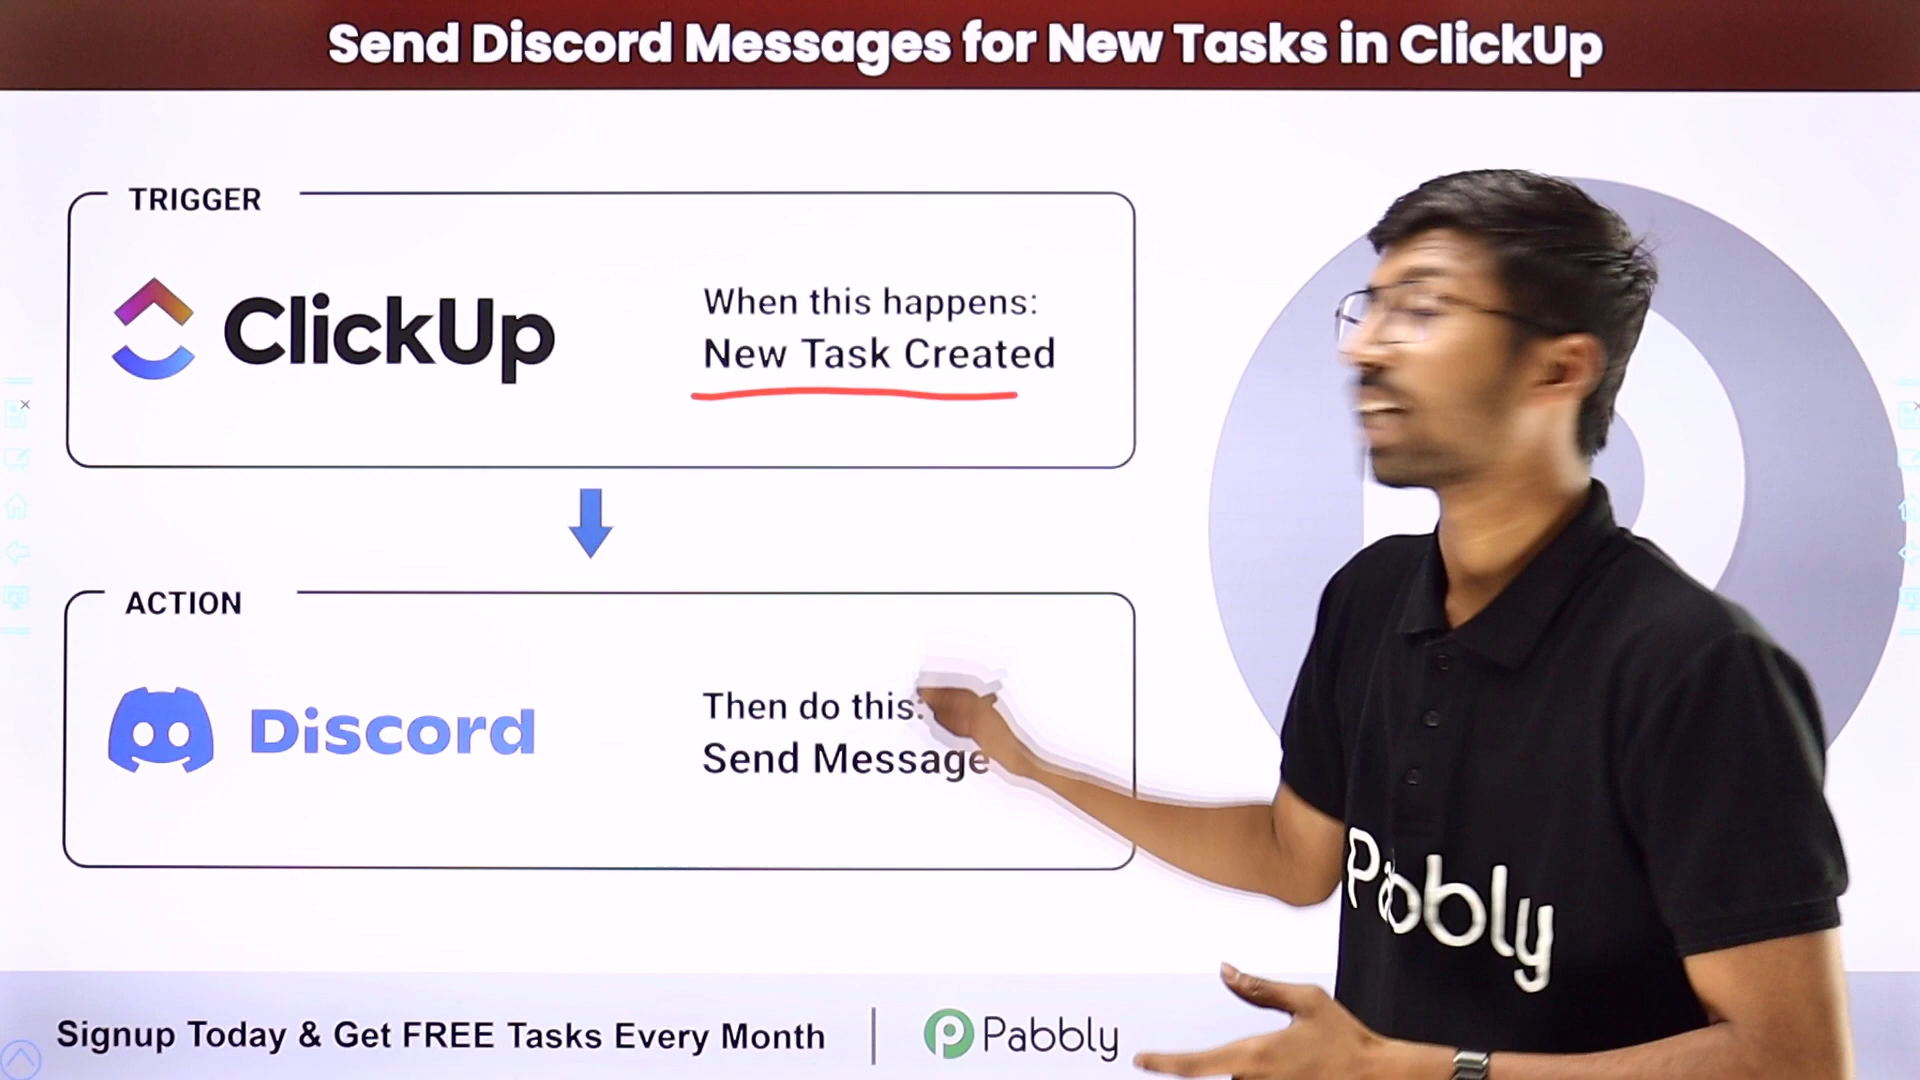 Send Discord Messages for New Tasks in ClickUp
TRIGGER
ClickUp
When this happens:
New Task Created
ACTION
Discord
Then do this:
Send Message
Pabbly
Signup Today & Get FREE Tasks Every Month
Pabbly